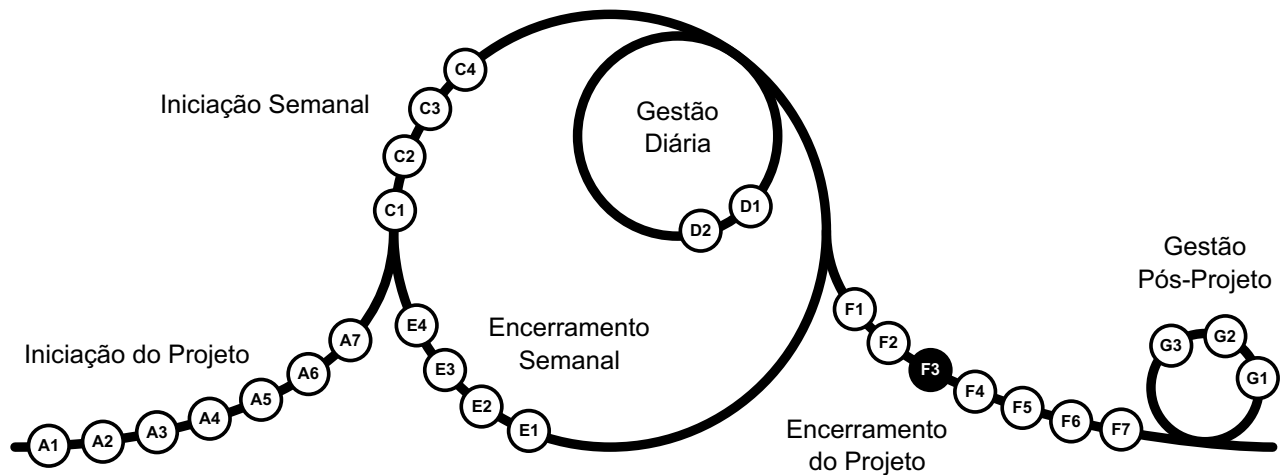 Iniciação Semanal
C4
C3
C2
C1
Gestão
Diária
D1
D2
Iniciação do Projeto
A1
A2
A3
A4
A5
A6
A7
Encerramento
Semanal
E4
E3
E2
E1
F1
F2
F3
F4
F5
F6
F7
Encerramento
do Projeto
Gestão
Pós-Projeto
G3
G2
G1